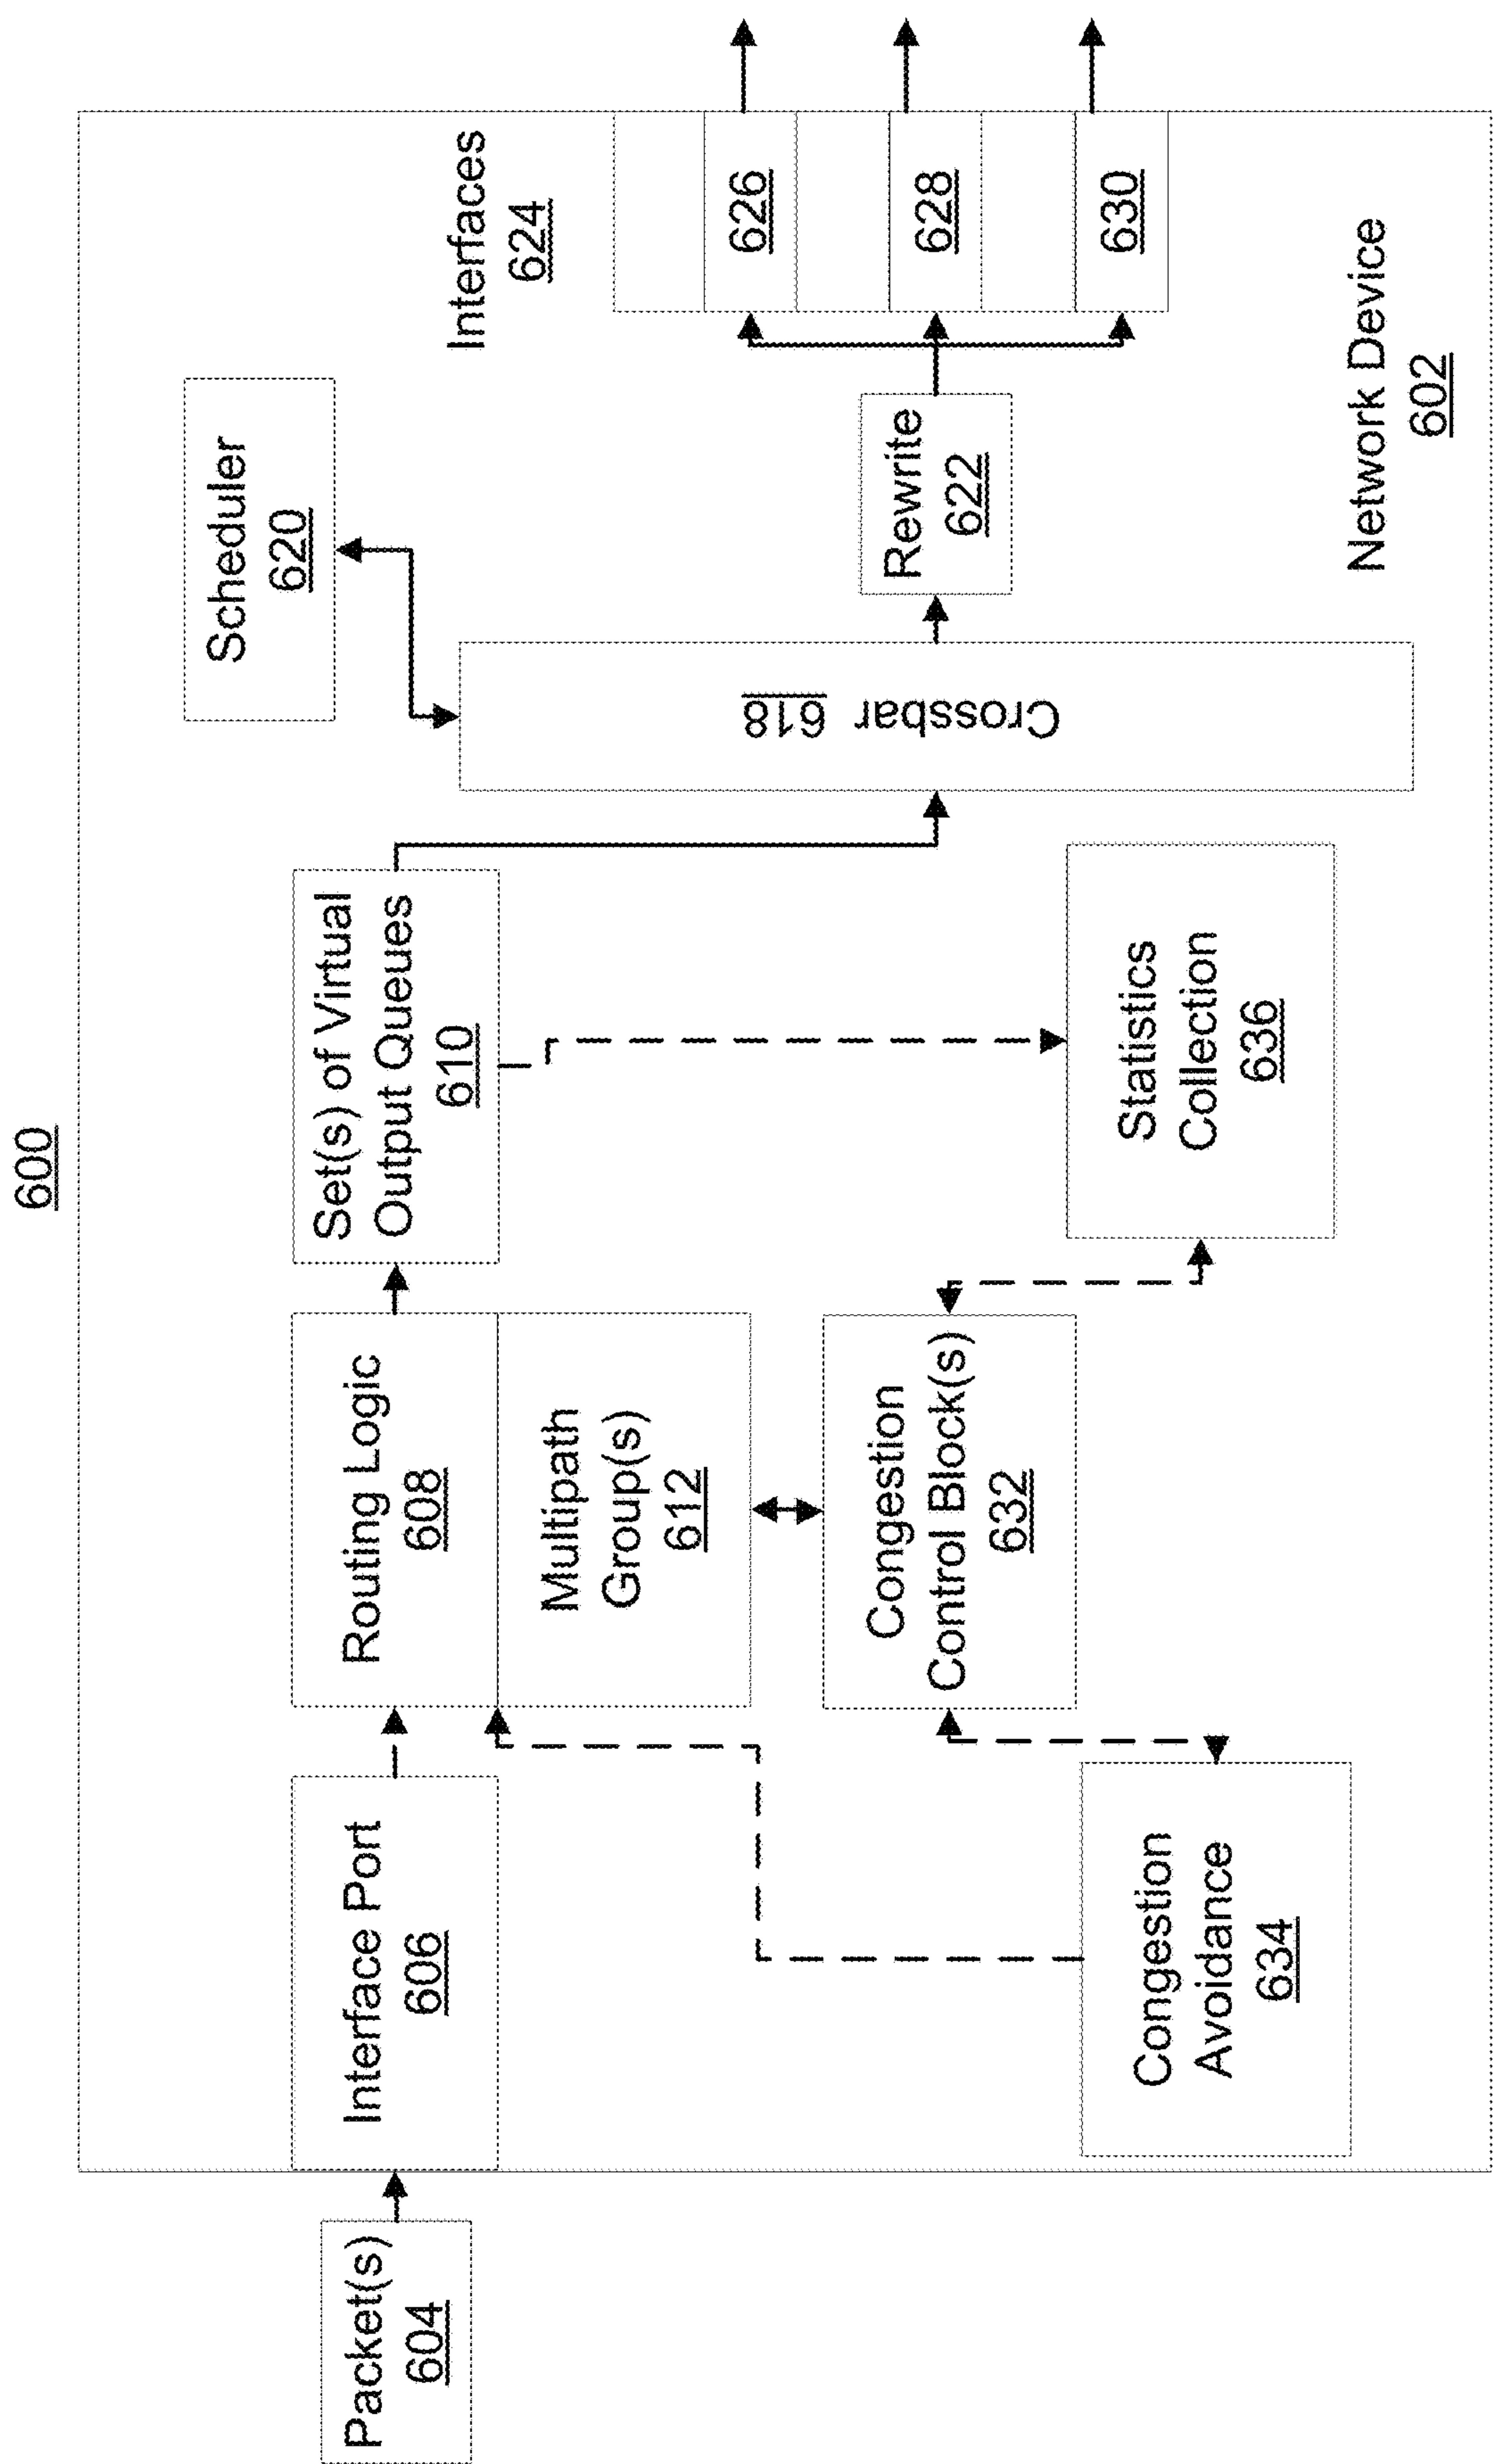 600
Packet(s)
604
Interface Port
606
Routing Logic
608
Multipath
Group(s)
612
Set(s) of Virtual
Output Queues
610
Scheduler
620
Crossbar 618
Rewrite
622
Interfaces
624
626
628
630
Congestion
Control Block(s)
632
Congestion
Avoidance
634
Statistics
Collection
636
Network Device
602